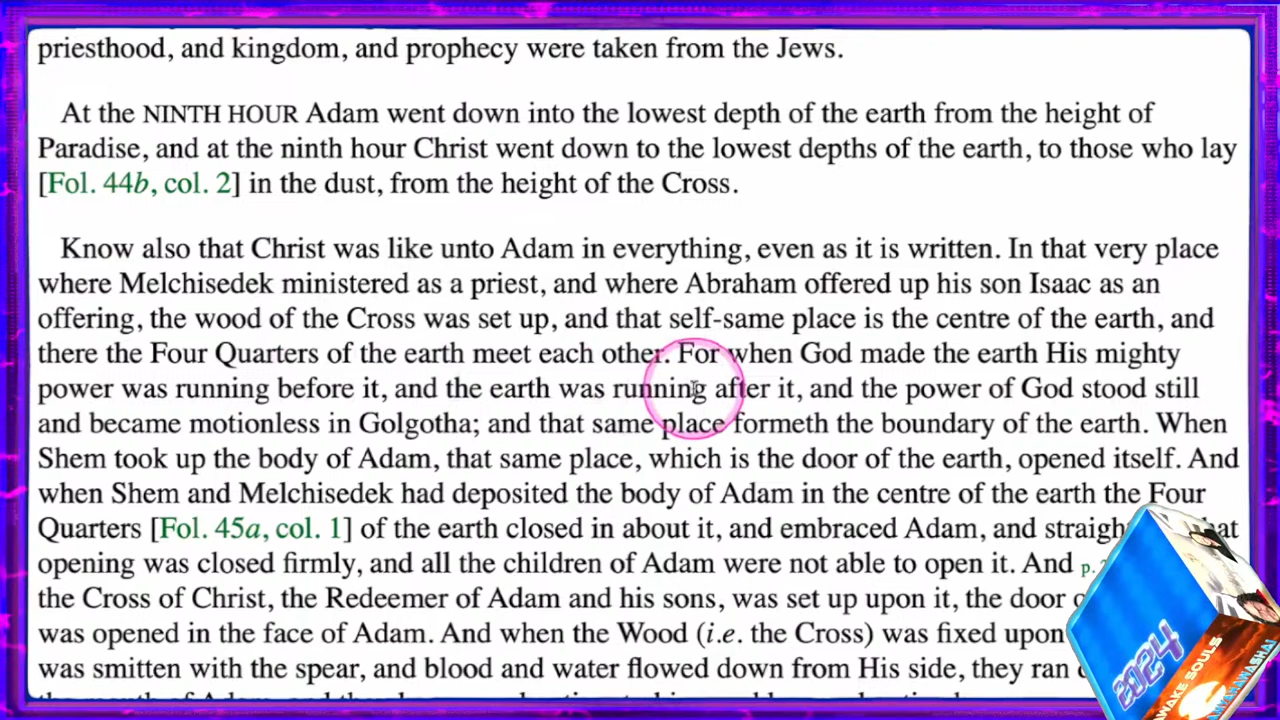 priesthood, and kingdom, and prophecy were taken from the Jews.
At the NINTH HOUR Adam went down into the lowest depth of the earth from the height of
Paradise, and at the ninth hour Christ went down to the lowest depths of the earth, to those who lay
[Fol. 44b, col. 2] in the dust, from the height of the Cross.
Know also that Christ was like unto Adam in everything, even as it is written. In that very place
where Melchisedek ministered as a priest, and where Abraham offered up his son Isaac as an
offering, the wood of the Cross was set up, and that self-same place is the centre of the earth, and
there the Four Quarters of the earth meet each other. For when God made the earth His mighty
power was running before it, and the earth was running after it, and the power of God stood still
and became motionless in Golgotha; and that same place formeth the boundary of the earth. When
Shem took up the body of Adam, that same place, which is the door of the earth, opened itself. And
when Shem and Melchisedek had deposited the body of Adam in the centre of the earth the Four
Quarters [Fol. 45a, col. 1] of the earth closed in about it, and embraced Adam, and
opening was closed firmly, and all the children of Adam were not able to open it. And p.
the Cross of Christ, the Redeemer of Adam and his sons, was set up upon it, the door
was opened in the face of Adam. And when the Wood (i.e. the Cross) was fixed upon
was smitten with the spear, and blood and water flowed down from His side, they ran
2024
AWAKE SOULS